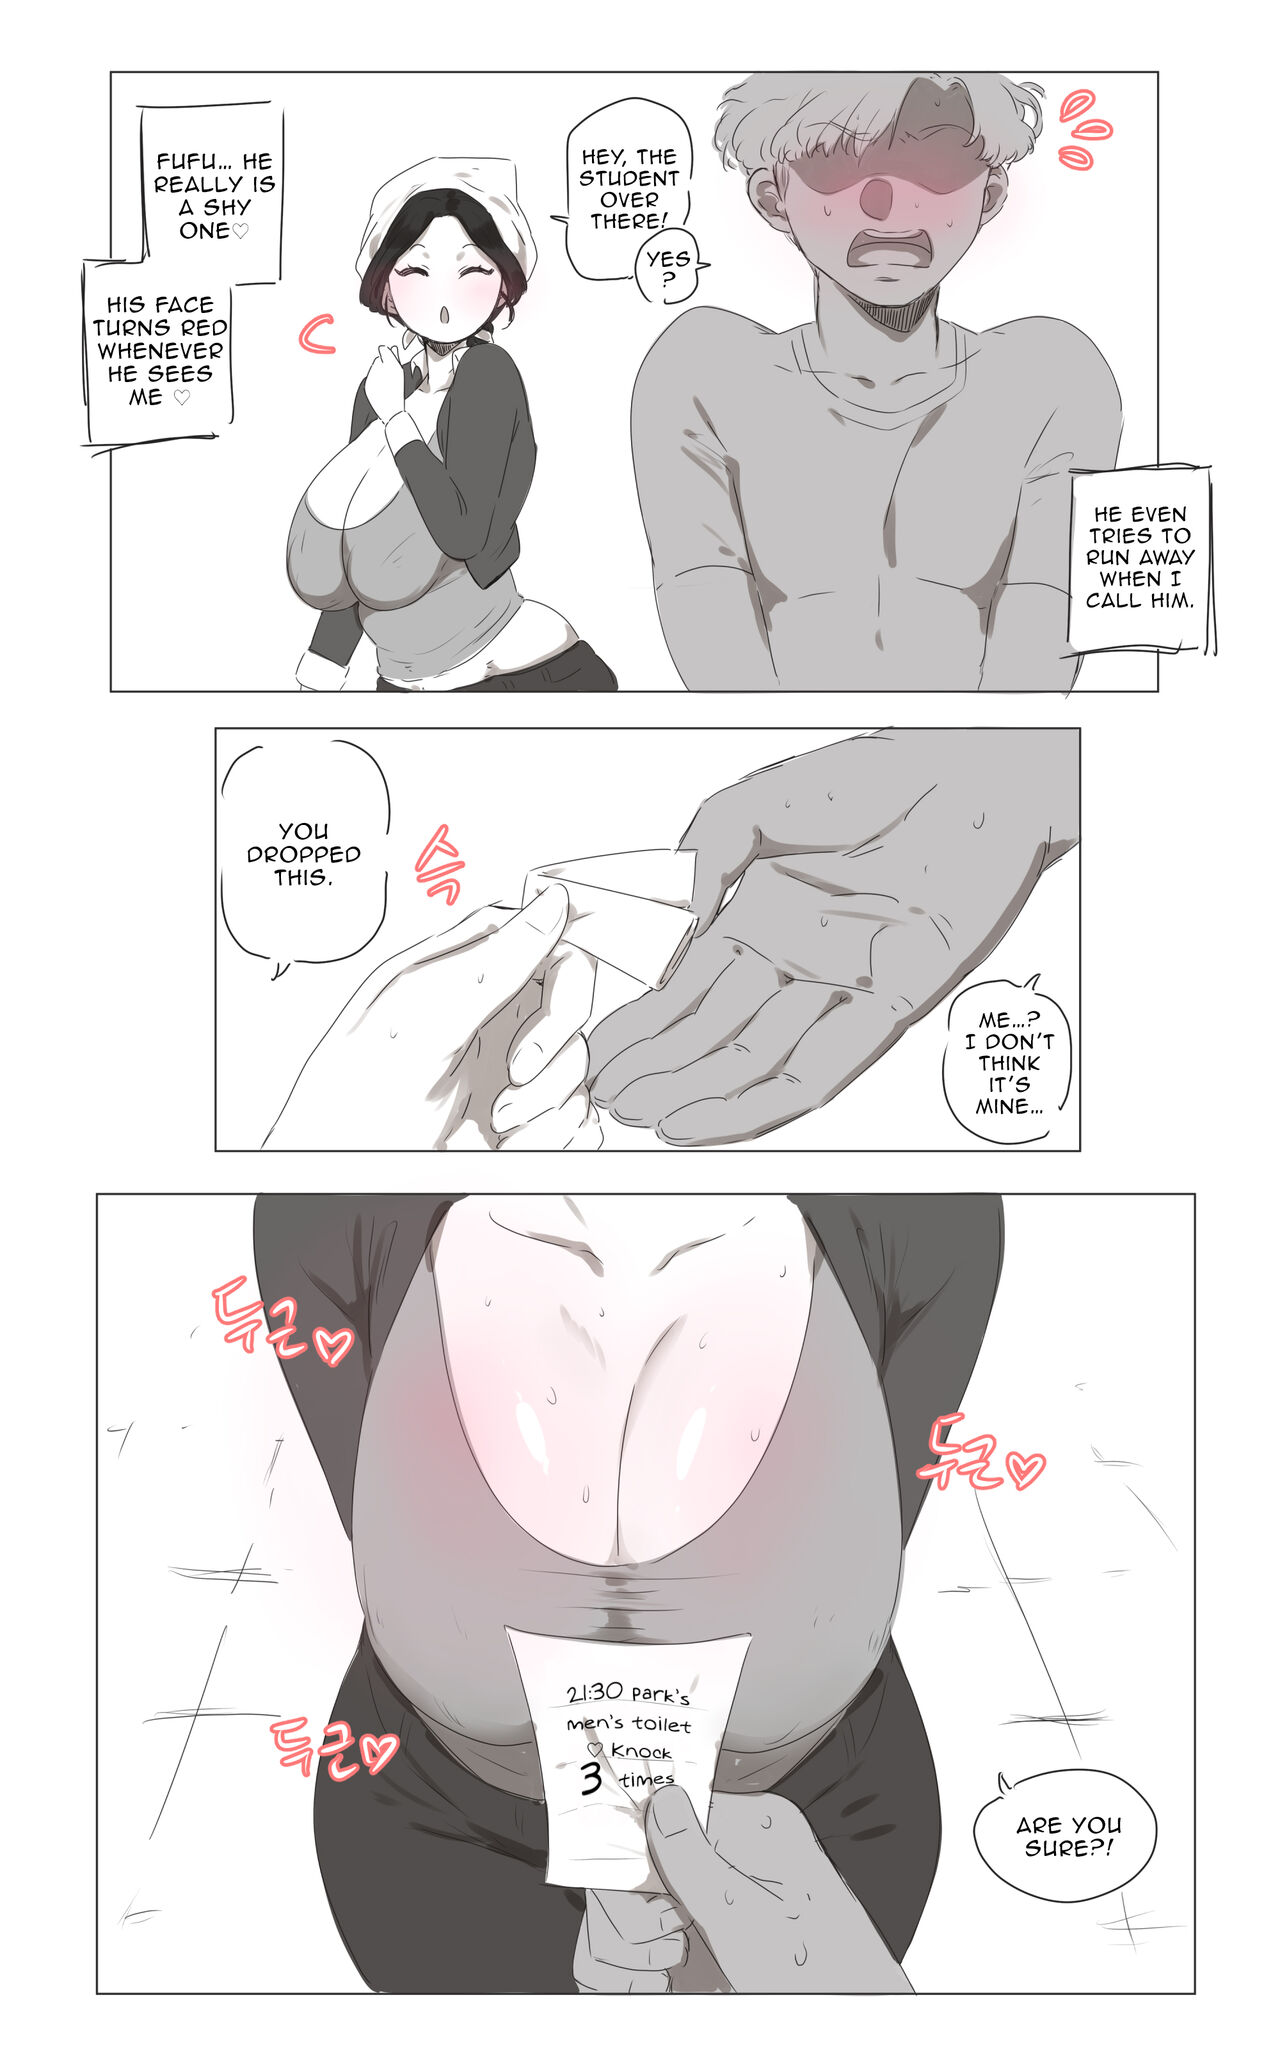 FUFU... HE
REALLY IS
A SHY
ONE♡
HIS FACE
TURNS RED
WHENEVER
HE SEES
ME ♡
HEY, THE
STUDENT
OVER
THERE!
YES
?
HE EVEN
TRIES TO
RUN AWAY
WHEN I
CALL HIM.
YOU
DROPPED
THIS.
스윽
ME...?
I DON'T
THINK
IT'S
MINE...
두근♡
두근♡
두근♡
21:30 park's
men's toilet
♡ Knock
3 times
ARE YOU
SURE?!